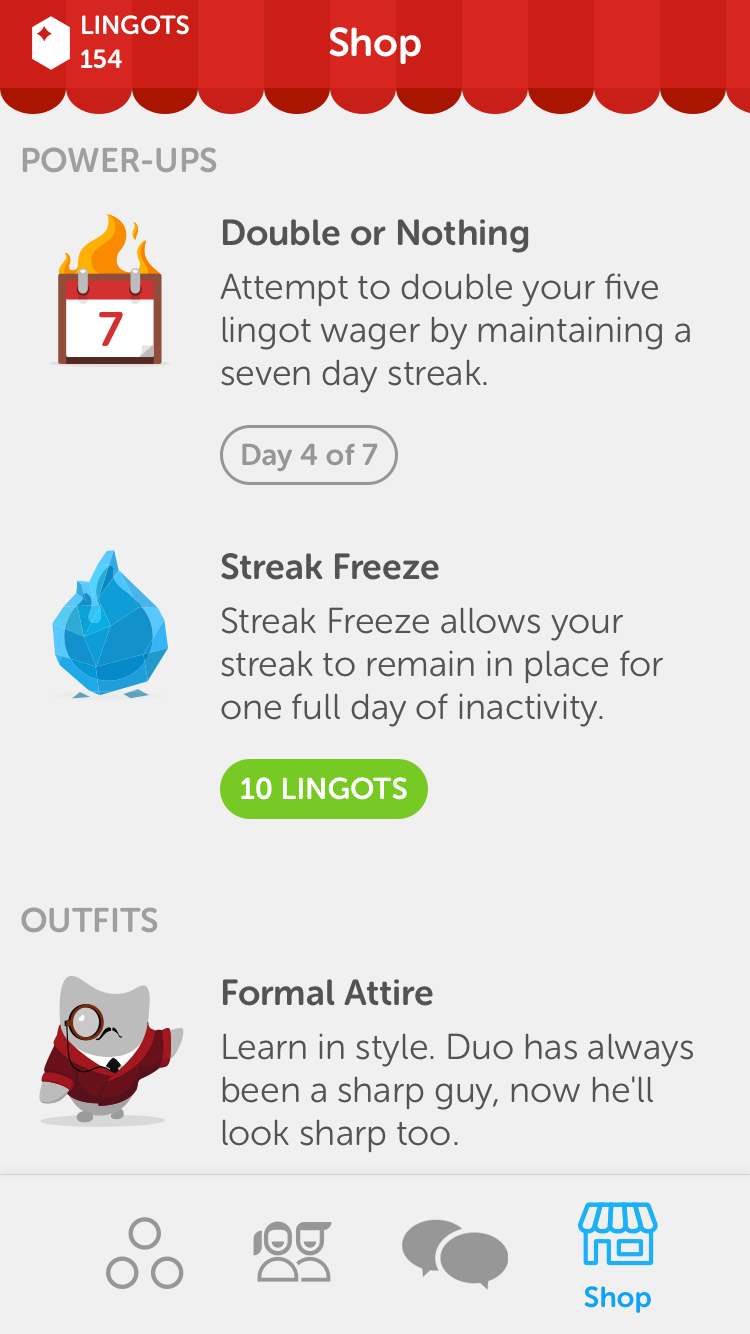 LINGOTS
154
Shop
POWER-UPS
7
Double or Nothing
Attempt to double your five
lingot wager by maintaining a
seven day streak.
Day 4 of 7
Streak Freeze
Streak Freeze allows your
streak to remain in place for
one full day of inactivity.
10 LINGOTS
OUTFITS
Formal Attire
Learn in style. Duo has always
been a sharp guy, now he'll
look sharp too.
Shop